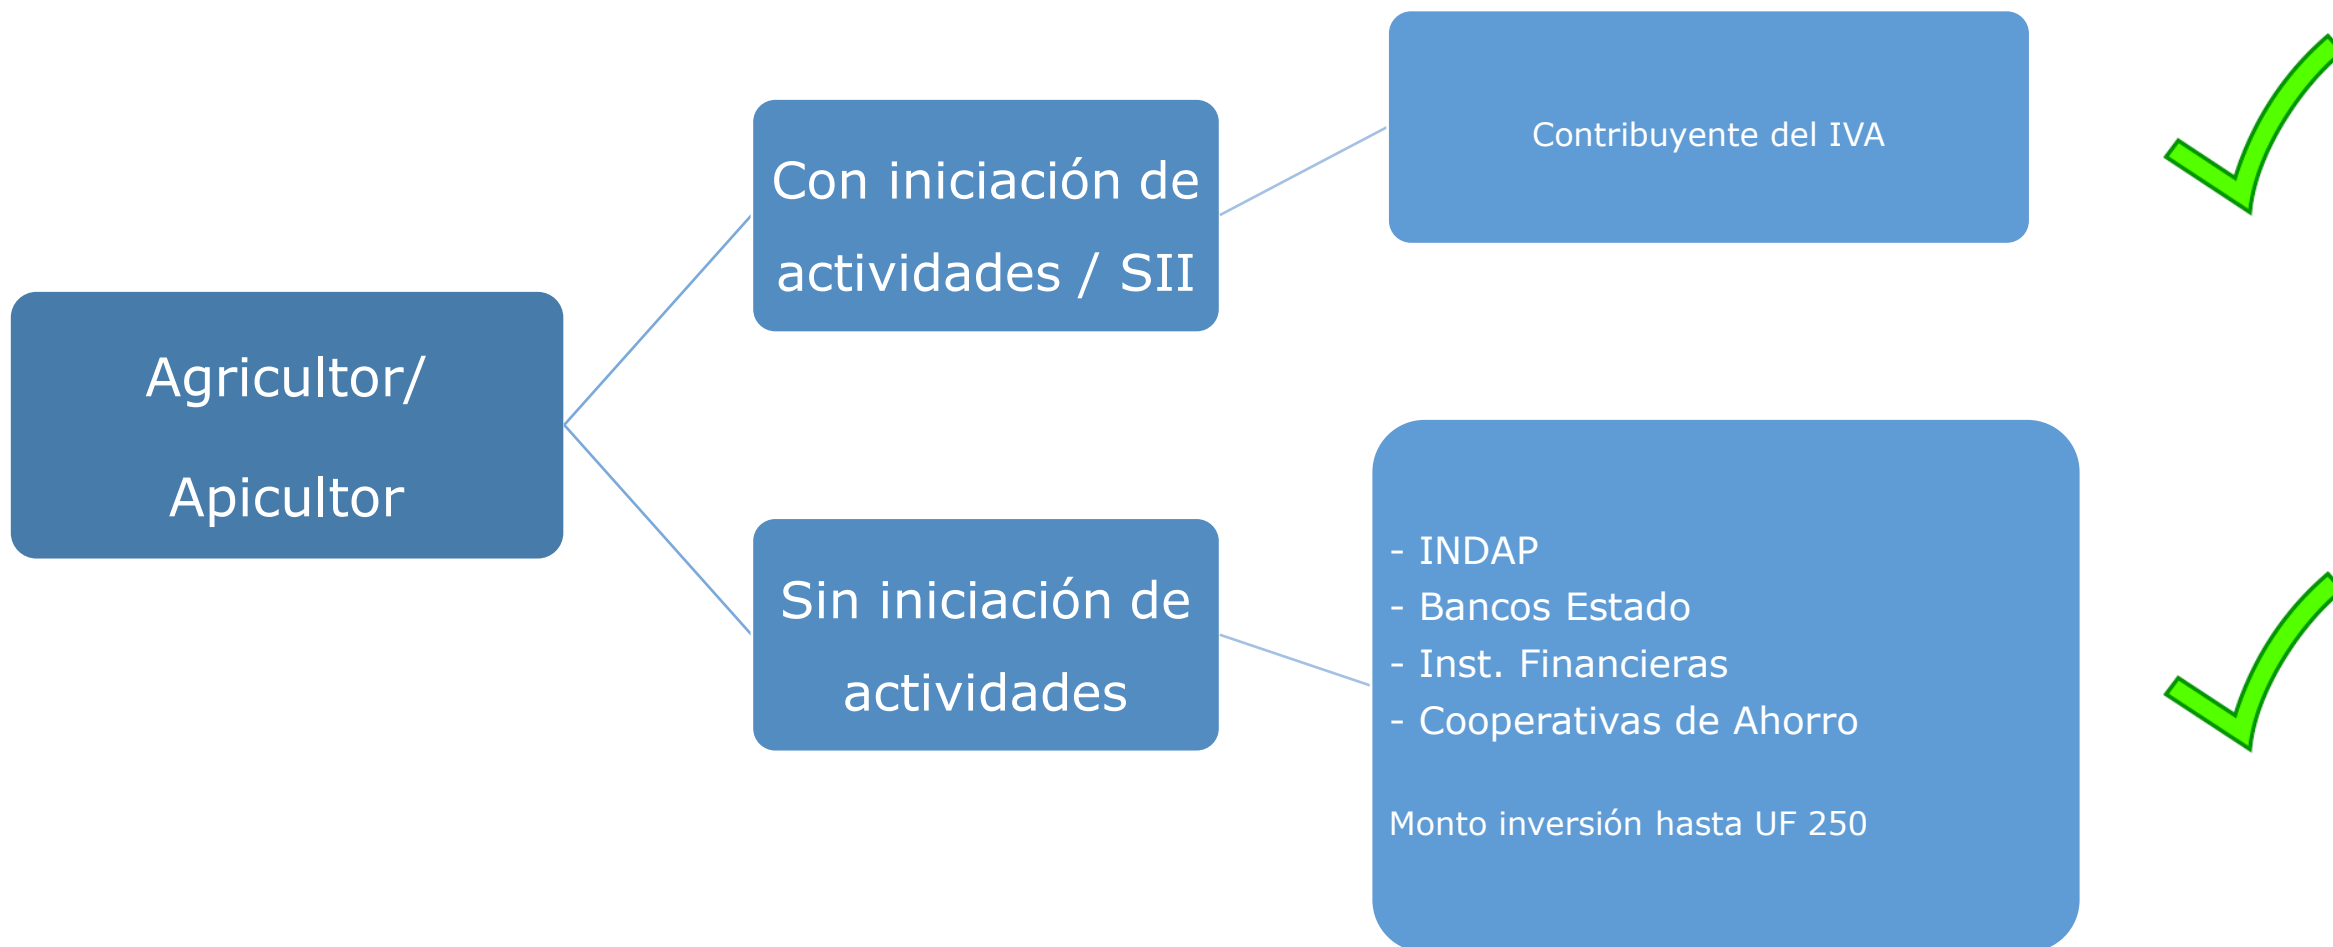 Agricultor/
Apicultor
Con iniciación de
actividades / SII
Contribuyente del IVA
Sin iniciación de
actividades
- INDAP
- Bancos Estado
- Inst. Financieras
- Cooperativas de Ahorro
Monto inversión hasta UF 250